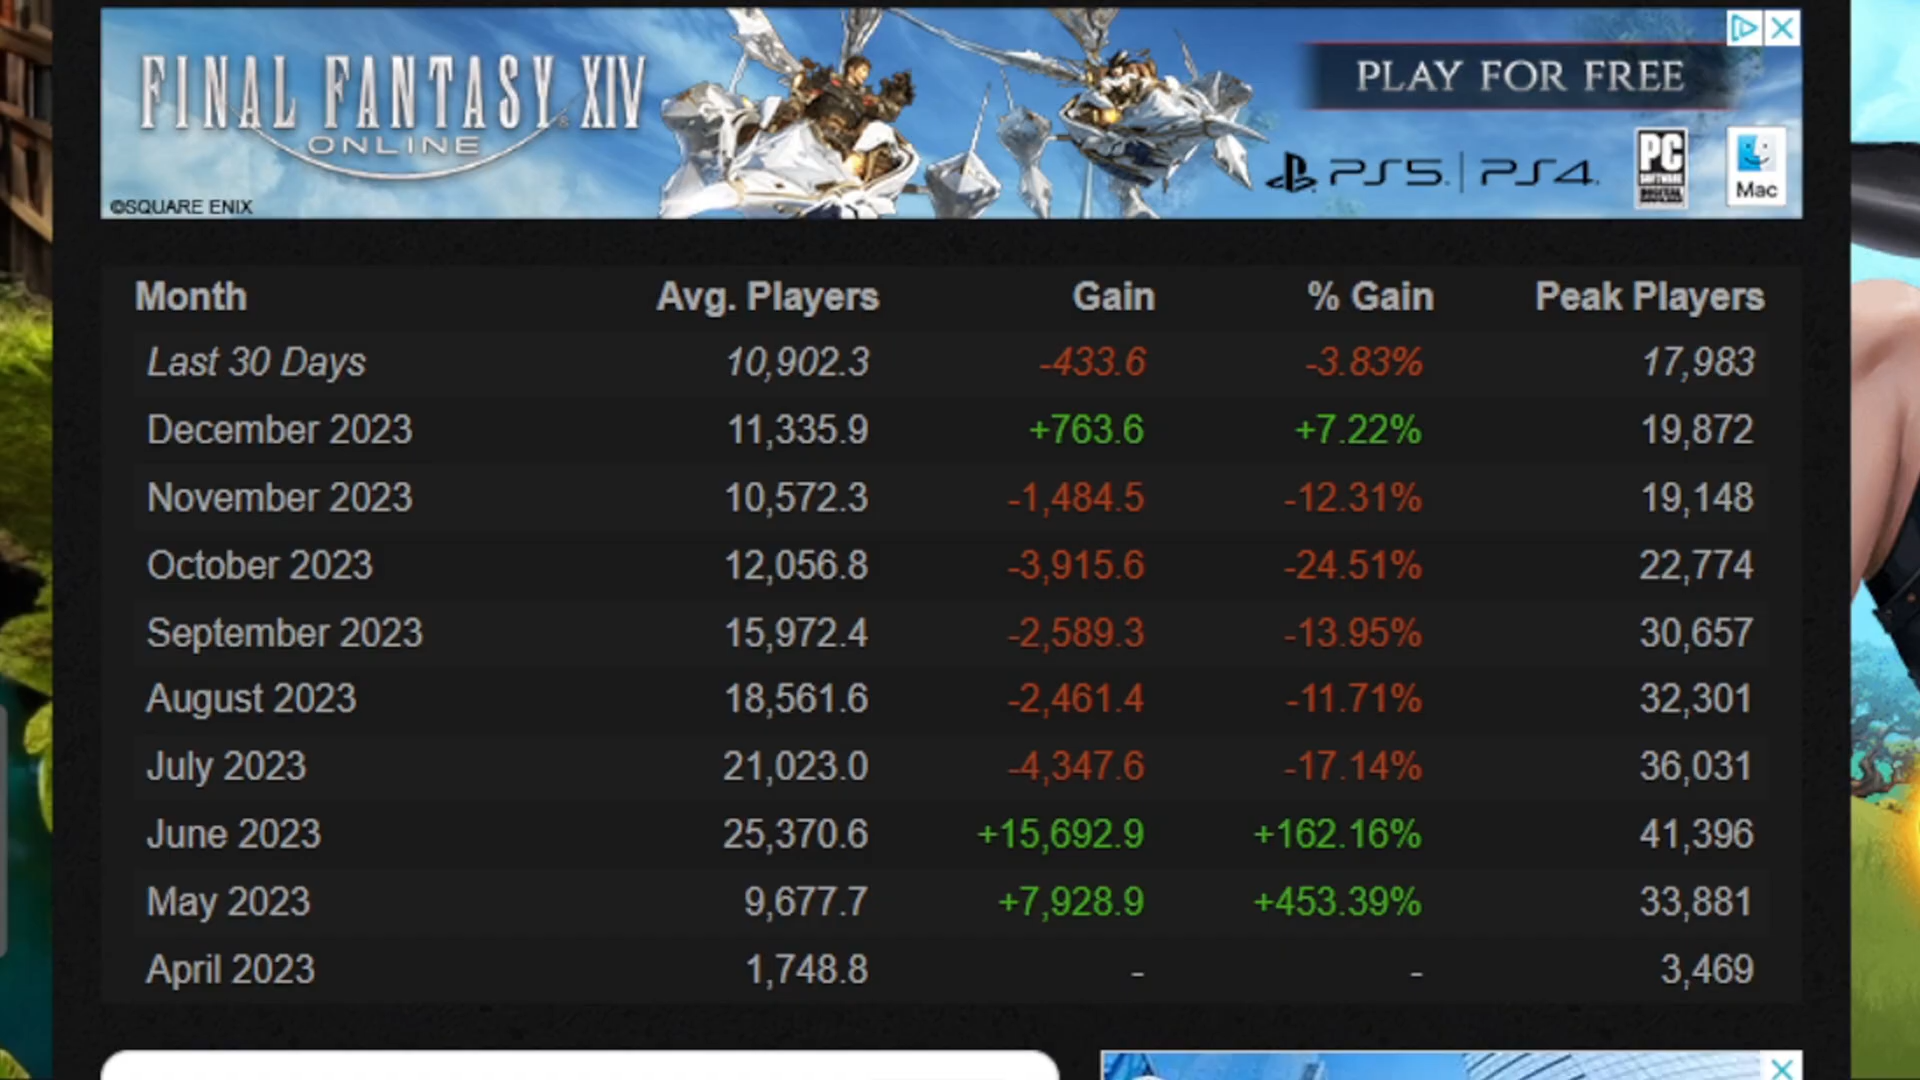 FINAL FANTASY XIV
ONLINE
©SQUARE ENIX
PLAY FOR FREE
PS5 | PS4
PC
Mac
Month Avg. Players Gain % Gain Peak Players
Last 30 Days 10,902.3 -433.6 -3.83% 17,983
December 2023 11,335.9 +763.6 +7.22% 19,872
November 2023 10,572.3 -1,484.5 -12.31% 19,148
October 2023 12,056.8 -3,915.6 -24.51% 22,774
September 2023 15,972.4 -2,589.3 -13.95% 30,657
August 2023 18,561.6 -2,461.4 -11.71% 32,301
July 2023 21,023.0 -4,347.6 -17.14% 36,031
June 2023 25,370.6 +15,692.9 +162.16% 41,396
May 2023 9,677.7 +7,928.9 +453.39% 33,881
April 2023 1,748.8 - - 3,469